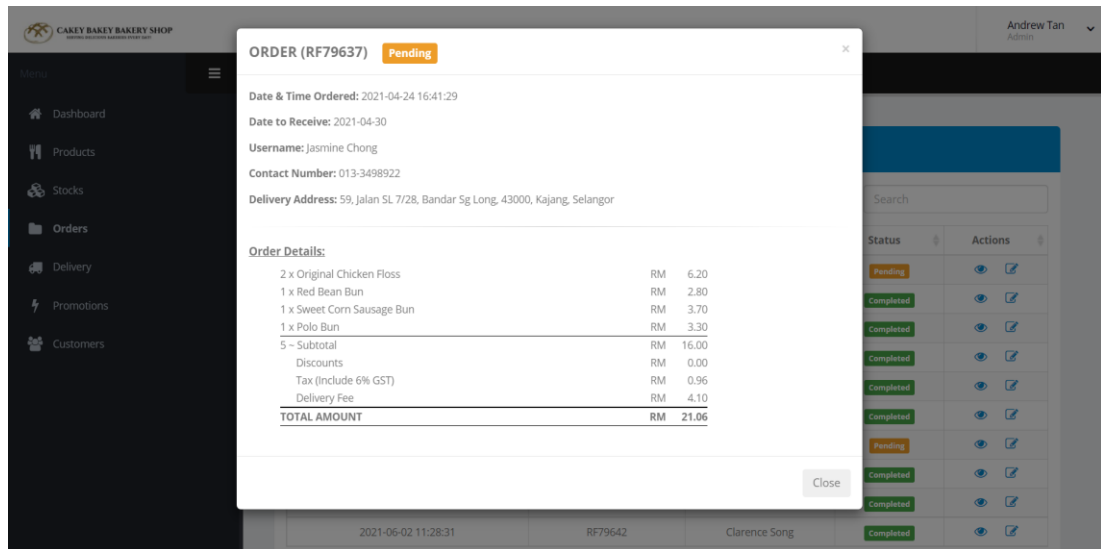 CAKEY BAKEY BAKERY SHOP
Andrew Tan
Admin
Menu
Dashboard
Products
Stocks
Orders
Delivery
Promotions
Customers
ORDER (RF79637) Pending ×
Date & Time Ordered: 2021-04-24 16:41:29
Date to Receive: 2021-04-30
Username: Jasmine Chong
Contact Number: 013-3498922
Delivery Address: 59, Jalan SL 7/28, Bandar Sg Long, 43000, Kajang, Selangor
Order Details:
2 x Original Chicken Floss RM 6.20
1 x Red Bean Bun RM 2.80
1 x Sweet Corn Sausage Bun RM 3.70
1 x Polo Bun RM 3.30
5 ~ Subtotal RM 16.00
Discounts RM 0.00
Tax (Include 6% GST) RM 0.96
Delivery Fee RM 4.10
TOTAL AMOUNT RM 21.06
Close
Search
Status Actions
Pending
Completed
Completed
Completed
Completed
Completed
Pending
Completed
Completed
2021-06-02 11:28:31 RF79642 Clarence Song Completed